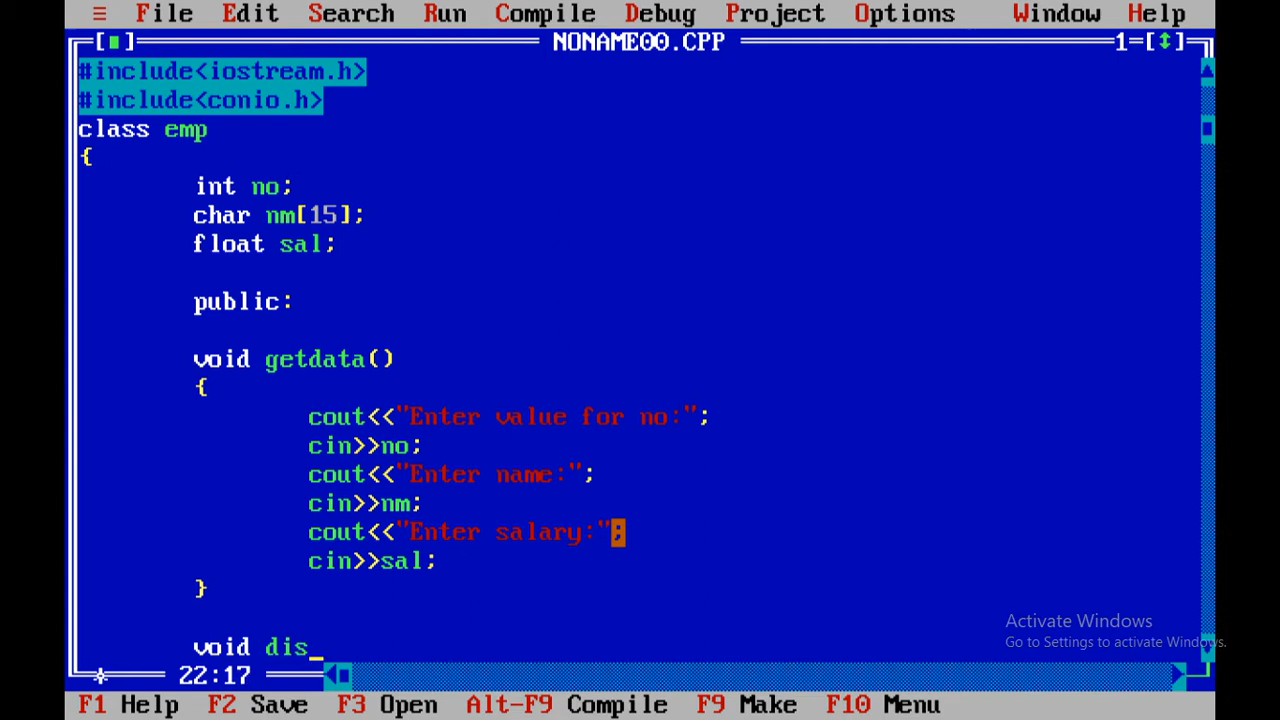 ≡ File Edit Search Run Compile Debug Project Options Window Help
[■] NONAME00.CPP 1=[↕]
#include<iostream.h>
#include<conio.h>
class emp
{
int no;
char nm[15];
float sal;
public:
void getdata()
{
cout<<"Enter value for no:";
cin>>no;
cout<<"Enter name:";
cin>>nm;
cout<<"Enter salary:";
cin>>sal;
}
void dis_
Activate Windows
Go to Settings to activate Windows.
22:17
F1 Help F2 Save F3 Open Alt-F9 Compile F9 Make F10 Menu